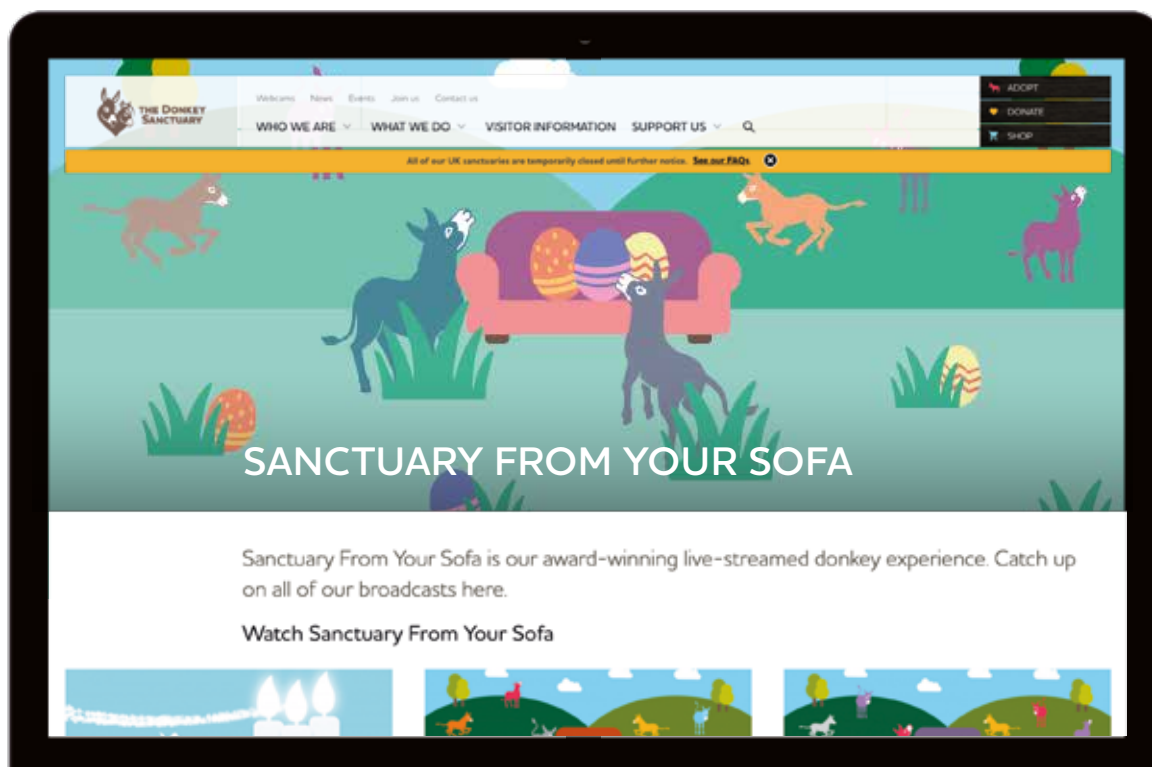 THE DONKEY
SANCTUARY
Webcams News Events Join us Contact us
WHO WE ARE WHAT WE DO VISITOR INFORMATION SUPPORT US
ADOPT
DONATE
SHOP
All of our UK sanctuaries are temporarily closed until further notice. See our FAQs
SANCTUARY FROM YOUR SOFA
Sanctuary From Your Sofa is our award-winning live-streamed donkey experience. Catch up
on all of our broadcasts here.
Watch Sanctuary From Your Sofa